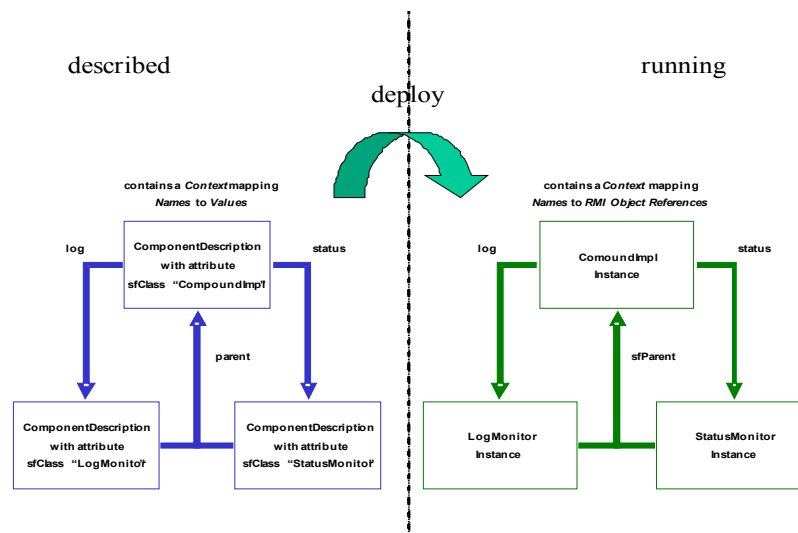 described
running
deploy
contains a Context mapping
Names to Values
contains a Context mapping
Names to RMI Object References
log
ComponentDescription
with attribute
sfClass "CompoundImp"
status
log
ComoundImpl
Instance
status
parent
sfParent
ComponentDescription
with attribute
sfClass "LogMonitor"
ComponentDescription
with attribute
sfClass "StatusMonitor"
LogMonitor
Instance
StatusMonitor
Instance